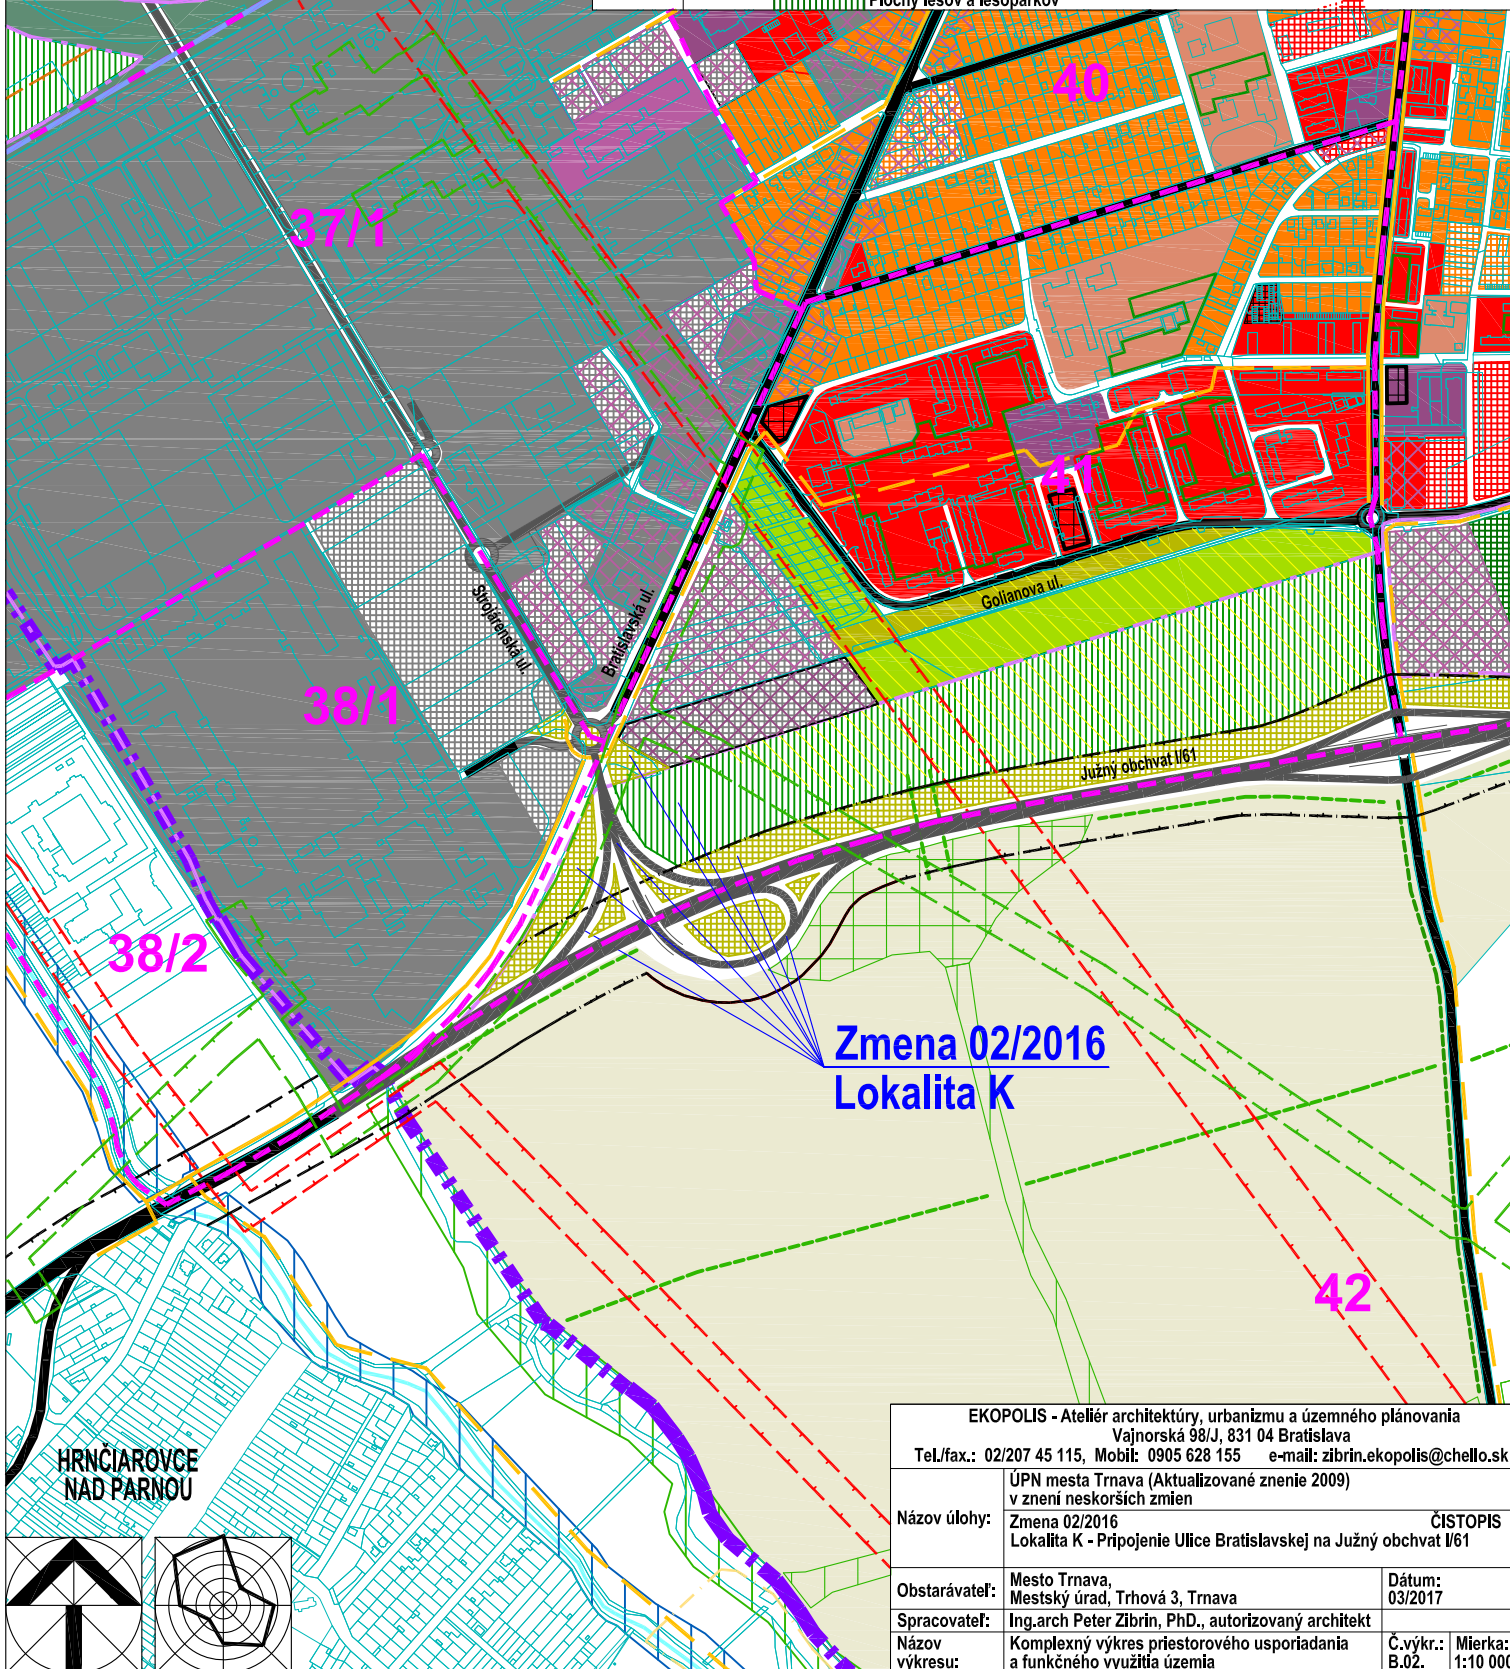 Plochy lesov a lesoparkov
40
37/1
41
Strojárenská ul.
Bratislavská ul.
Golianova ul.
38/1
Južný obchvat I/61
38/2
Zmena 02/2016
Lokalita K
42
HRNČIAROVCE
NAD PARNOU
EKOPOLIS - Ateliér architektúry, urbanizmu a územného plánovania
Vajnorská 98/J, 831 04 Bratislava
Tel./fax.: 02/207 45 115, Mobil: 0905 628 155 e-mail: zibrin.ekopolis@chello.sk
Názov úlohy:
ÚPN mesta Trnava (Aktualizované znenie 2009)
v znení neskorších zmien
Zmena 02/2016 ČISTOPIS
Lokalita K - Pripojenie Ulice Bratislavskej na Južný obchvat I/61
Obstarávateľ:
Mesto Trnava,
Mestský úrad, Trhová 3, Trnava
Dátum:
03/2017
Spracovateľ: Ing.arch Peter Zibrin, PhD., autorizovaný architekt
Názov
výkresu:
Komplexný výkres priestorového usporiadania
a funkčného využitia územia
Č.výkr.:
B.02.
Mierka:
1:10 000